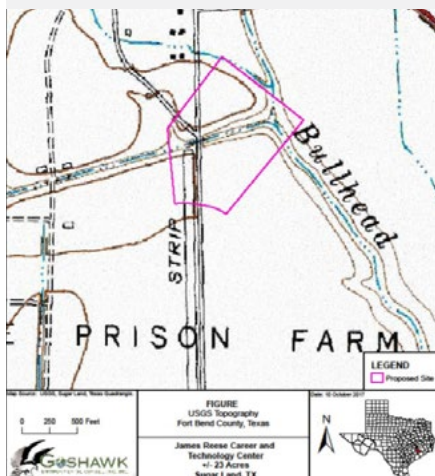 Bullhead
STRIP
E PRISON FARM
LEGEND
Proposed Site
Map Source: USGS, Sugar Land, Texas Quadrangle
0 250 500 Feet
GOSHAWK
FIGURE
USGS Topography
Fort Bend County, Texas
James Reese Career and
Technology Center
+/- 23 Acres
Sugar Land, TX
Date: 10 October 2017
N